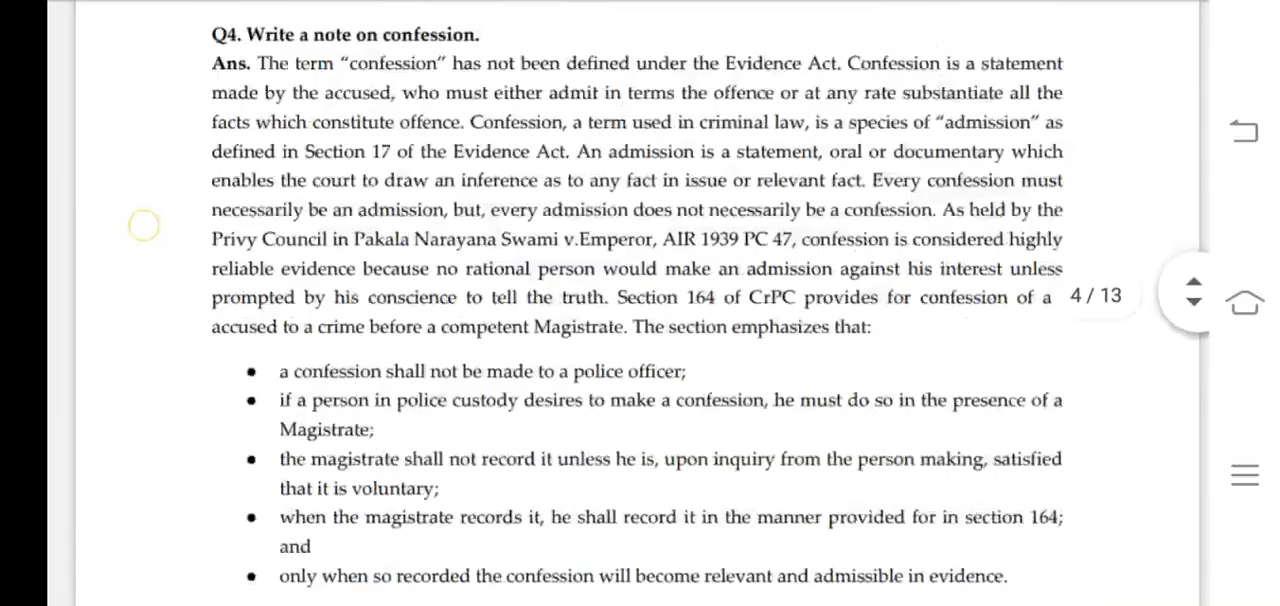 Q4. Write a note on confession.
Ans. The term “confession” has not been defined under the Evidence Act. Confession is a statement
made by the accused, who must either admit in terms the offence or at any rate substantiate all the
facts which constitute offence. Confession, a term used in criminal law, is a species of “admission” as
defined in Section 17 of the Evidence Act. An admission is a statement, oral or documentary which
enables the court to draw an inference as to any fact in issue or relevant fact. Every confession must
necessarily be an admission, but, every admission does not necessarily be a confession. As held by the
Privy Council in Pakala Narayana Swami v.Emperor, AIR 1939 PC 47, confession is considered highly
reliable evidence because no rational person would make an admission against his interest unless
prompted by his conscience to tell the truth. Section 164 of CrPC provides for confession of a
4 / 13
accused to a crime before a competent Magistrate. The section emphasizes that:
• a confession shall not be made to a police officer;
• if a person in police custody desires to make a confession, he must do so in the presence of a
Magistrate;
• the magistrate shall not record it unless he is, upon inquiry from the person making, satisfied
that it is voluntary;
• when the magistrate records it, he shall record it in the manner provided for in section 164;
and
• only when so recorded the confession will become relevant and admissible in evidence.